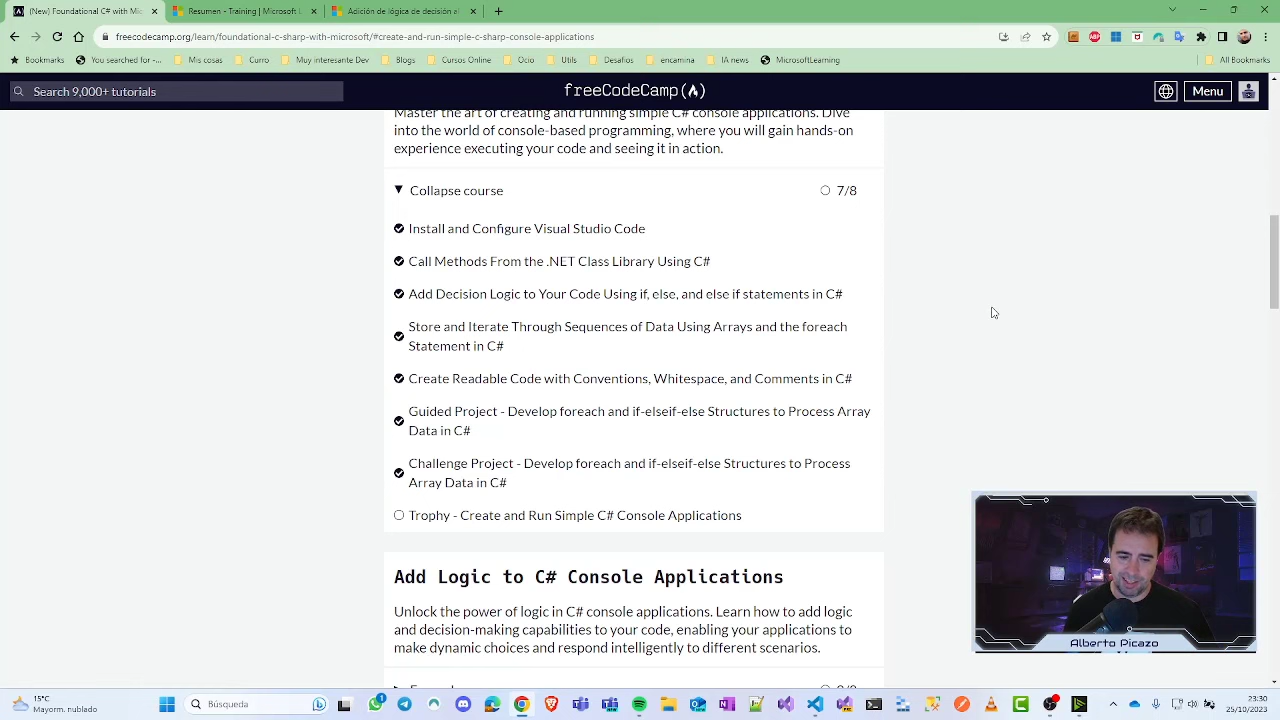 (New) Foundational C# with Mic
Resumen - Training | Microsoft L
Adición de lógica de decisión al
freecodecamp.org/learn/foundational-c-sharp-with-microsoft/#create-and-run-simple-c-sharp-console-applications
Bookmarks
You searched for -...
Mis cosas
Curro
Muy interesante Dev
Blogs
Cursos Online
Ocio
Utils
Desafios
encamina
IA news
MicrosoftLearning
All Bookmarks
Search 9,000+ tutorials
freeCodeCamp
Menu
Master the art of creating and running simple C# console applications. Dive
into the world of console-based programming, where you will gain hands-on
experience executing your code and seeing it in action.
Collapse course
7/8
Install and Configure Visual Studio Code
Call Methods From the .NET Class Library Using C#
Add Decision Logic to Your Code Using if, else, and else if statements in C#
Store and Iterate Through Sequences of Data Using Arrays and the foreach
Statement in C#
Create Readable Code with Conventions, Whitespace, and Comments in C#
Guided Project - Develop foreach and if-elseif-else Structures to Process Array
Data in C#
Challenge Project - Develop foreach and if-elseif-else Structures to Process
Array Data in C#
Trophy - Create and Run Simple C# Console Applications
Add Logic to C# Console Applications
Unlock the power of logic in C# console applications. Learn how to add logic
and decision-making capabilities to your code, enabling your applications to
make dynamic choices and respond intelligently to different scenarios.
Alberto Picazo
15°C
Mayorm. nublado
Búsqueda
1
23:30
25/10/2023